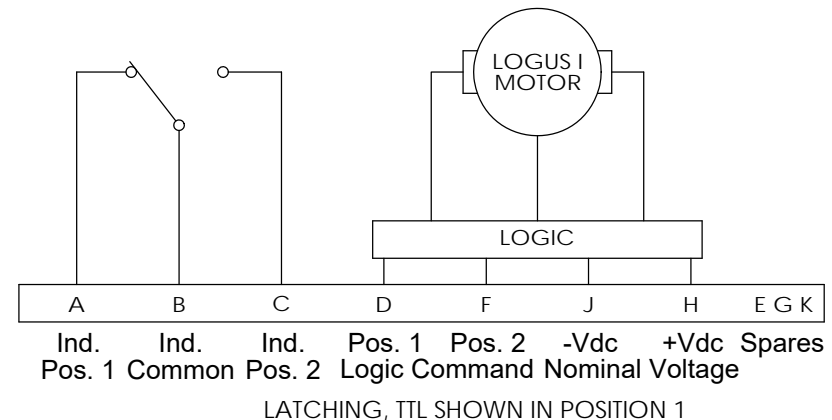 LOGUS I
MOTOR
LOGIC
A B C D F J H E G K
Ind. Ind. Ind. Pos. 1 Pos. 2 -Vdc +Vdc Spares
Pos. 1 Common Pos. 2 Logic Command Nominal Voltage
LATCHING, TTL SHOWN IN POSITION 1